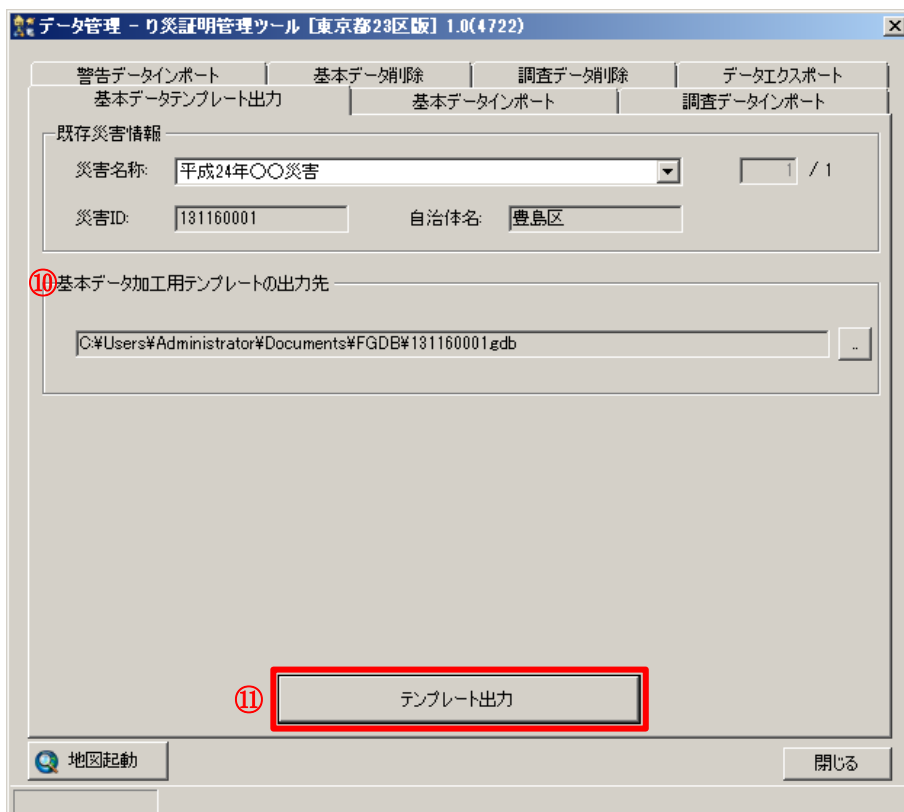 データ管理 - り災証明管理ツール [東京都23区版] 1.0(4722)
警告データインポート 基本データ削除 調査データ削除 データエクスポート
基本データテンプレート出力 基本データインポート 調査データインポート
既存災害情報
災害名称: 平成24年〇〇災害 1 / 1
災害ID: 131160001 自治体名: 豊島区
⑩基本データ加工用テンプレートの出力先
C:¥Users¥Administrator¥Documents¥FGDB¥131160001.gdb ..
⑪ テンプレート出力
地図起動 閉じる